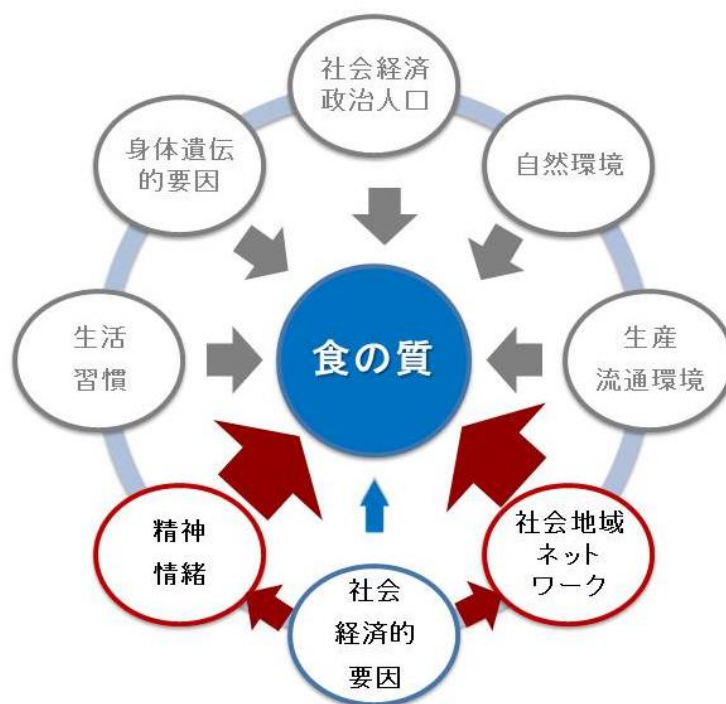 社会経済
政治人口
身体遺伝
的要因
自然環境
生活
習慣
食の質
生産
流通環境
精神
情緒
社会地域
ネット
ワーク
社会
経済的
要因